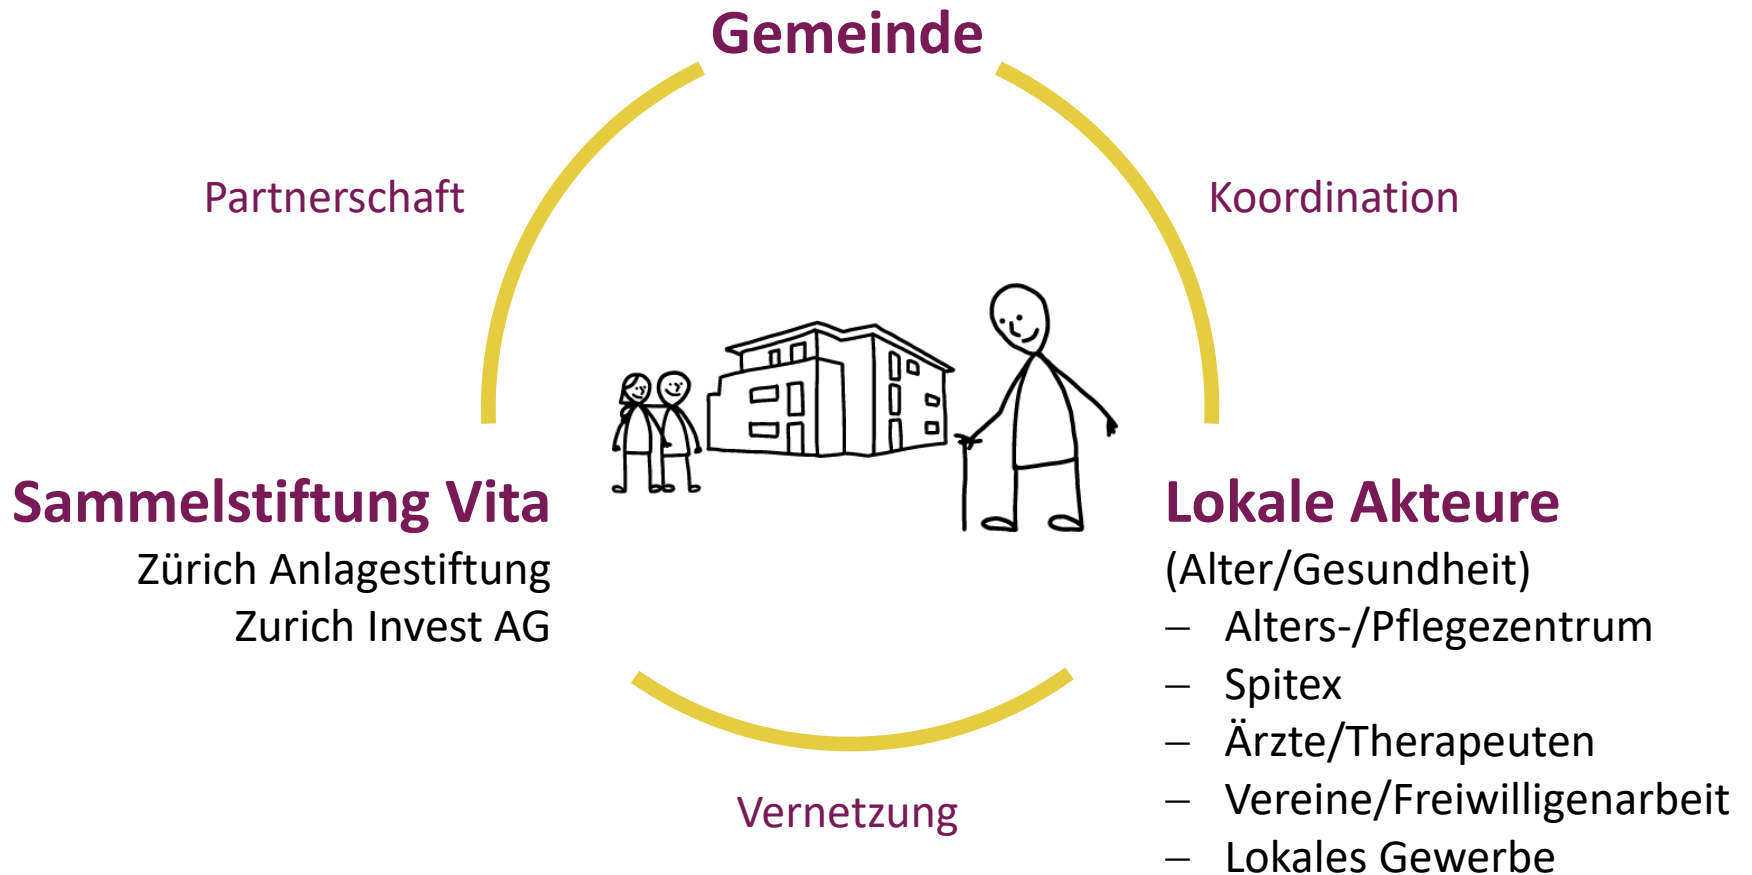 Gemeinde
Partnerschaft
Koordination
Sammelstiftung Vita
Zürich Anlagestiftung
Zurich Invest AG
Lokale Akteure
(Alter/Gesundheit)
– Alters-/Pflegezentrum
– Spitex
– Ärzte/Therapeuten
– Vereine/Freiwilligenarbeit
– Lokales Gewerbe
Vernetzung